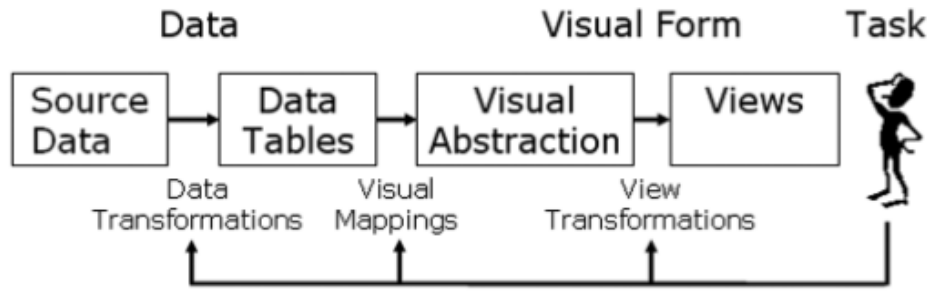 Data
Visual Form
Task
Source
Data
Data
Tables
Visual
Abstraction
Views
Data
Transformations
Visual
Mappings
View
Transformations